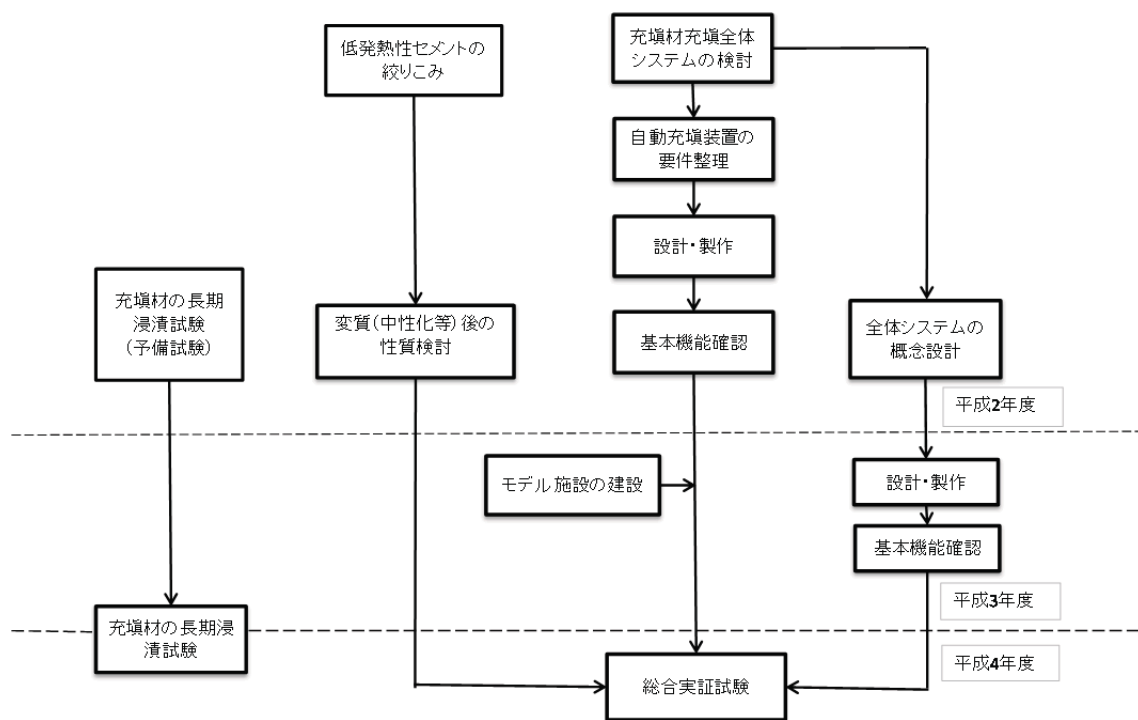 低発熱性セメントの
絞りこみ
充塡材充塡全体
システムの検討
自動充塡装置の
要件整理
設計・製作
充塡材の長期
浸漬試験
（予備試験）
変質（中性化等）後の
性質検討
基本機能確認
全体システムの
概念設計
平成2年度
モデル施設の建設
設計・製作
基本機能確認
平成3年度
充塡材の長期浸
漬試験
総合実証試験
平成4年度